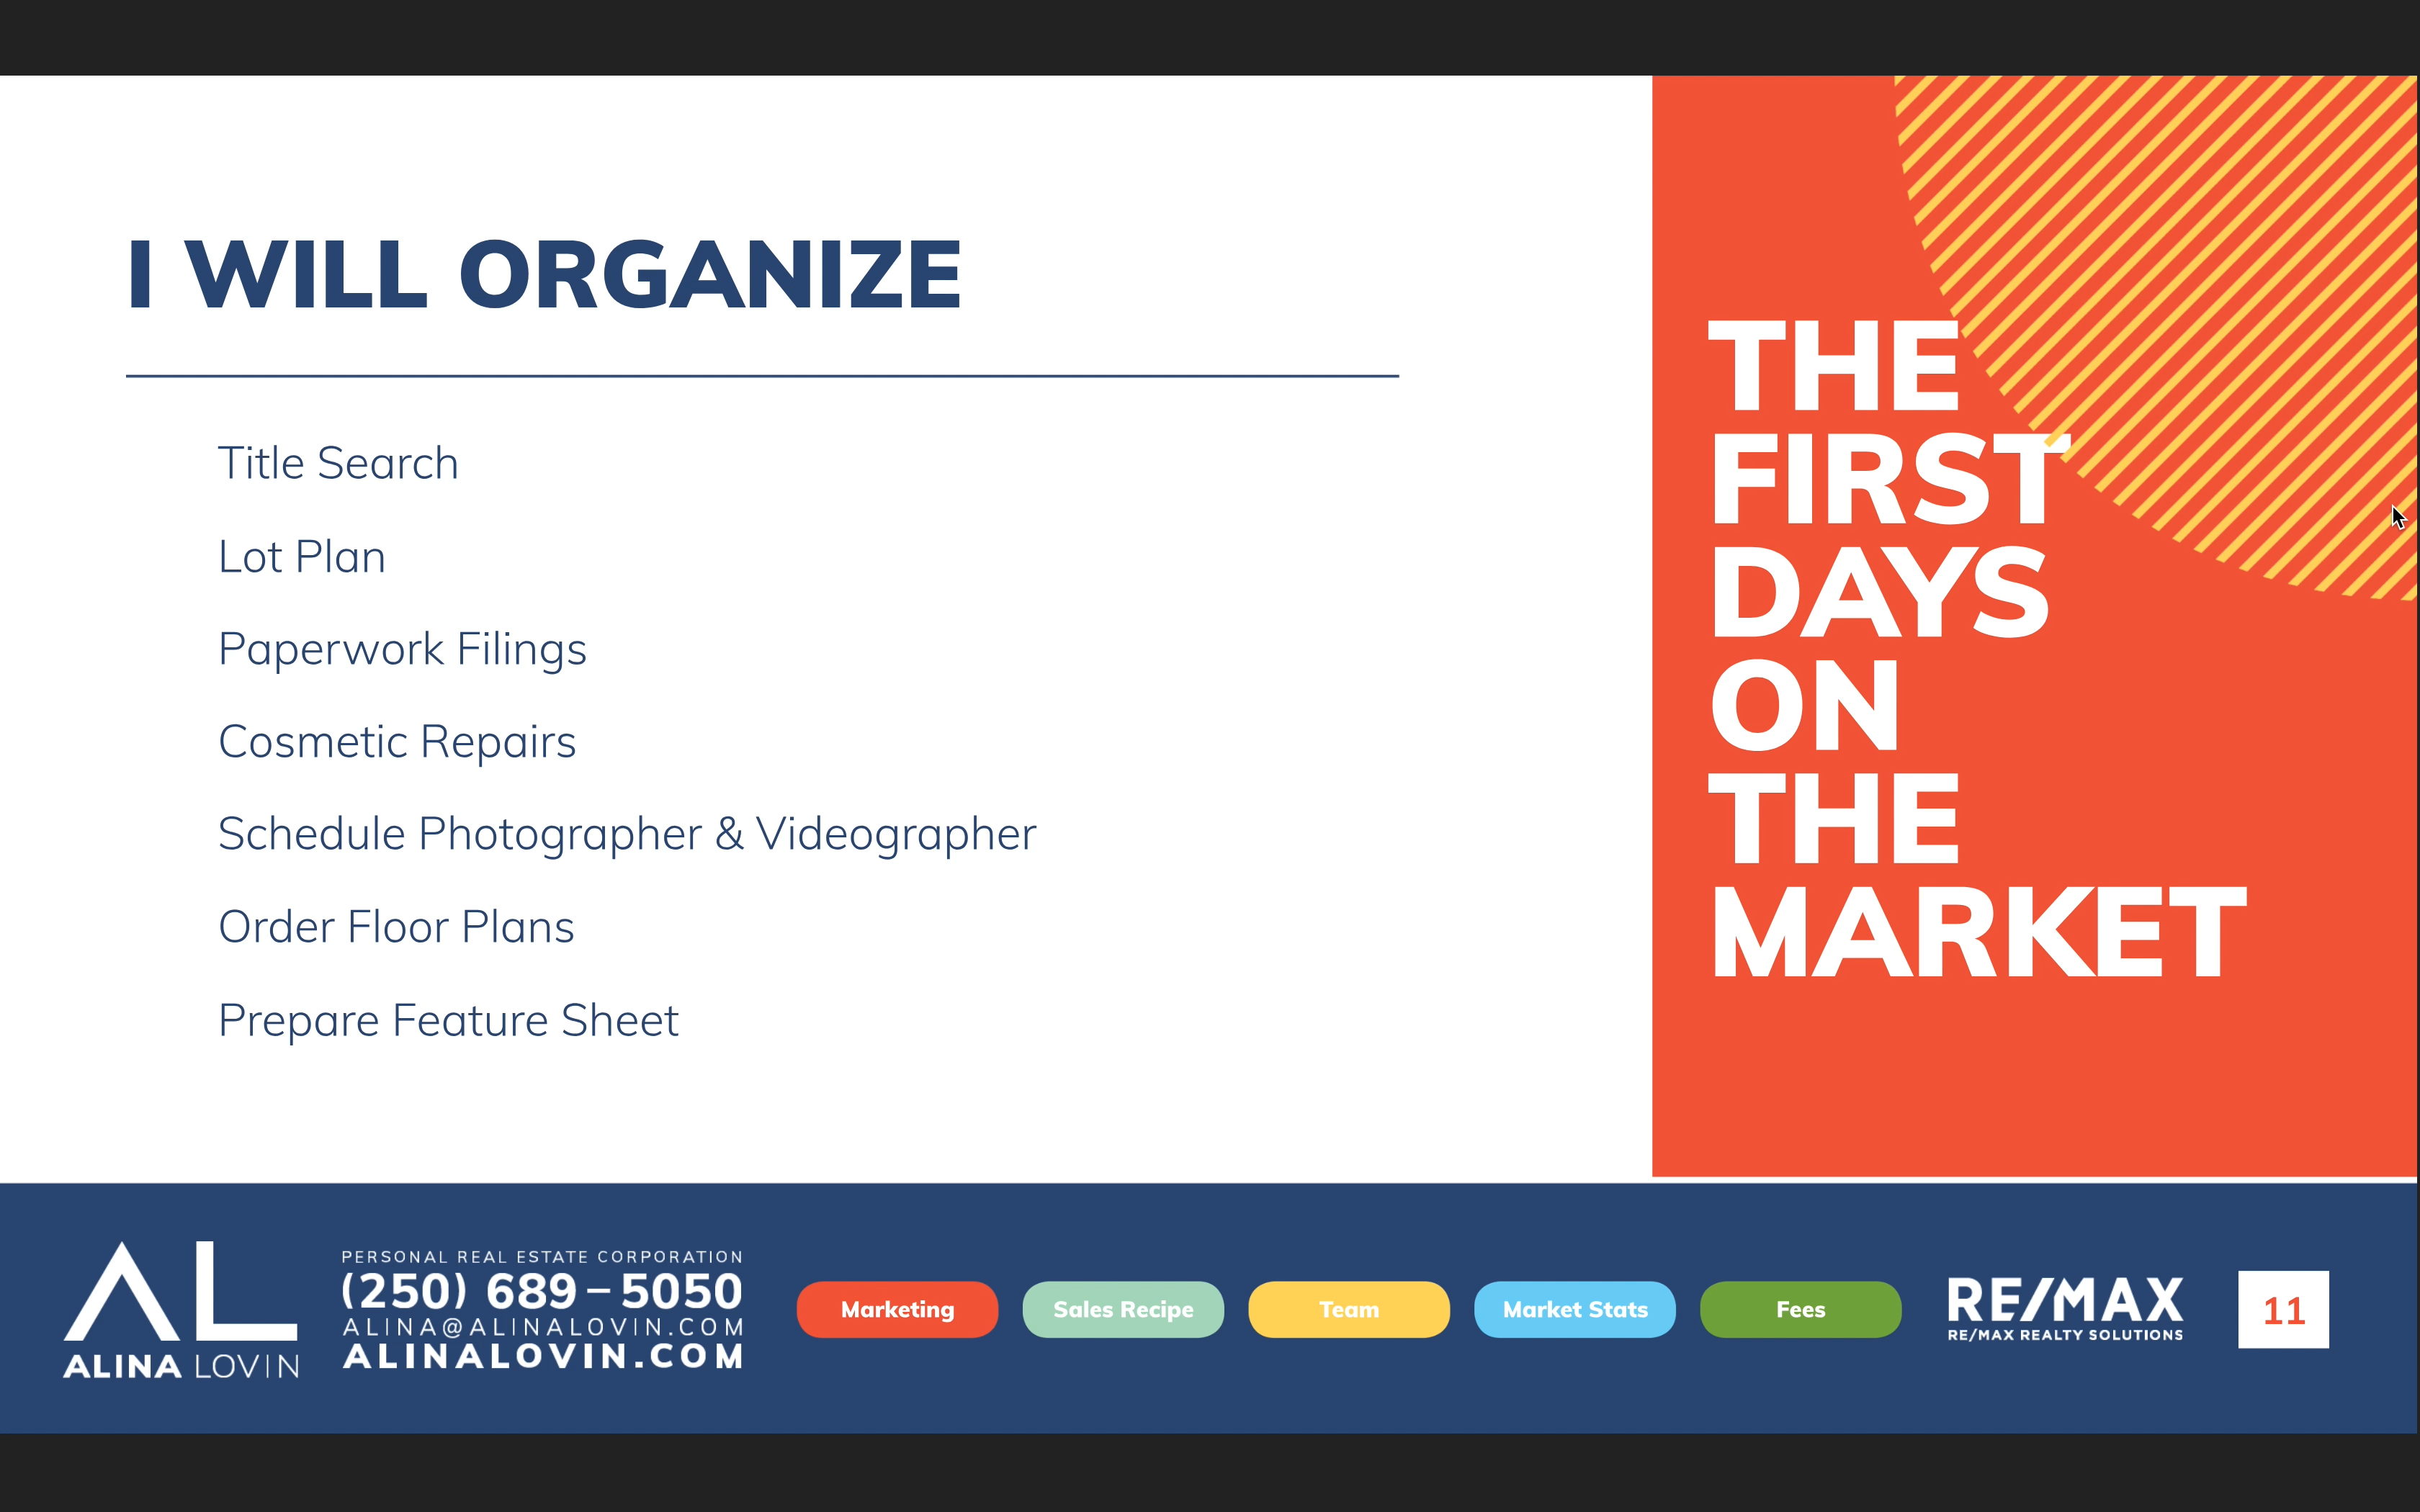 I WILL ORGANIZE
Title Search
Lot Plan
Paperwork Filings
Cosmetic Repairs
Schedule Photographer & Videographer
Order Floor Plans
Prepare Feature Sheet
THE
FIRST
DAYS
ON
THE
MARKET
AL
ALINA LOVIN
PERSONAL REAL ESTATE CORPORATION
(250) 689–5050
ALINA@ALINALOVIN.COM
ALINALOVIN.COM
Marketing
Sales Recipe
Team
Market Stats
Fees
RE/MAX
RE/MAX REALTY SOLUTIONS
11